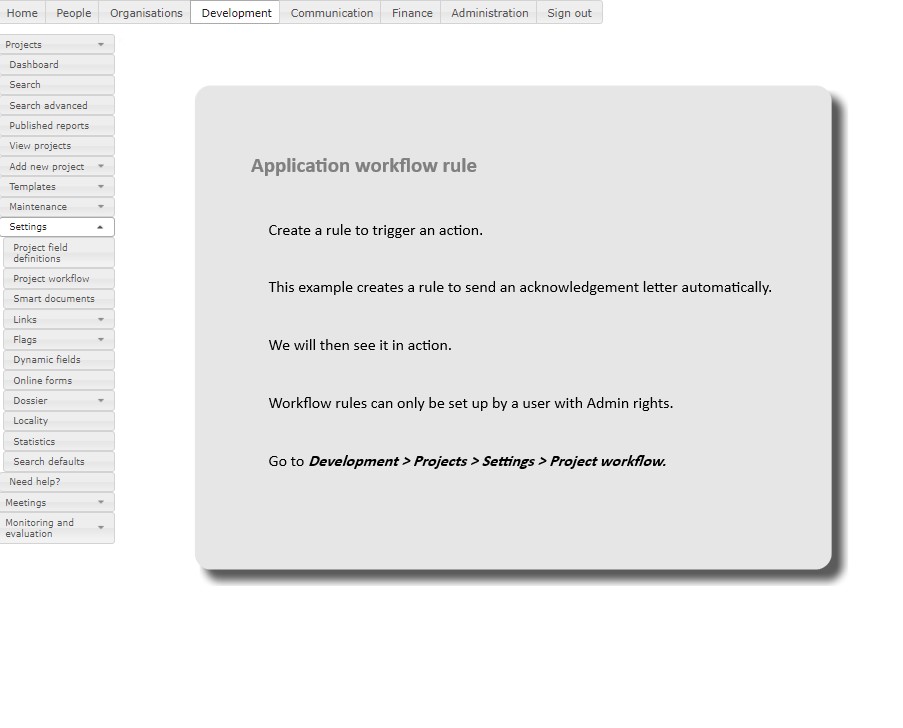 Home People Organisations Development Communication Finance Administration Sign out
Projects
Dashboard
Search
Search advanced
Published reports
View projects
Add new project
Templates
Maintenance
Settings
Project field
definitions
Project workflow
Smart documents
Links
Flags
Dynamic fields
Online forms
Dossier
Locality
Statistics
Search defaults
Need help?
Meetings
Monitoring and
evaluation
Application workflow rule
Create a rule to trigger an action.
This example creates a rule to send an acknowledgement letter automatically.
We will then see it in action.
Workflow rules can only be set up by a user with Admin rights.
Go to Development > Projects > Settings > Project workflow.